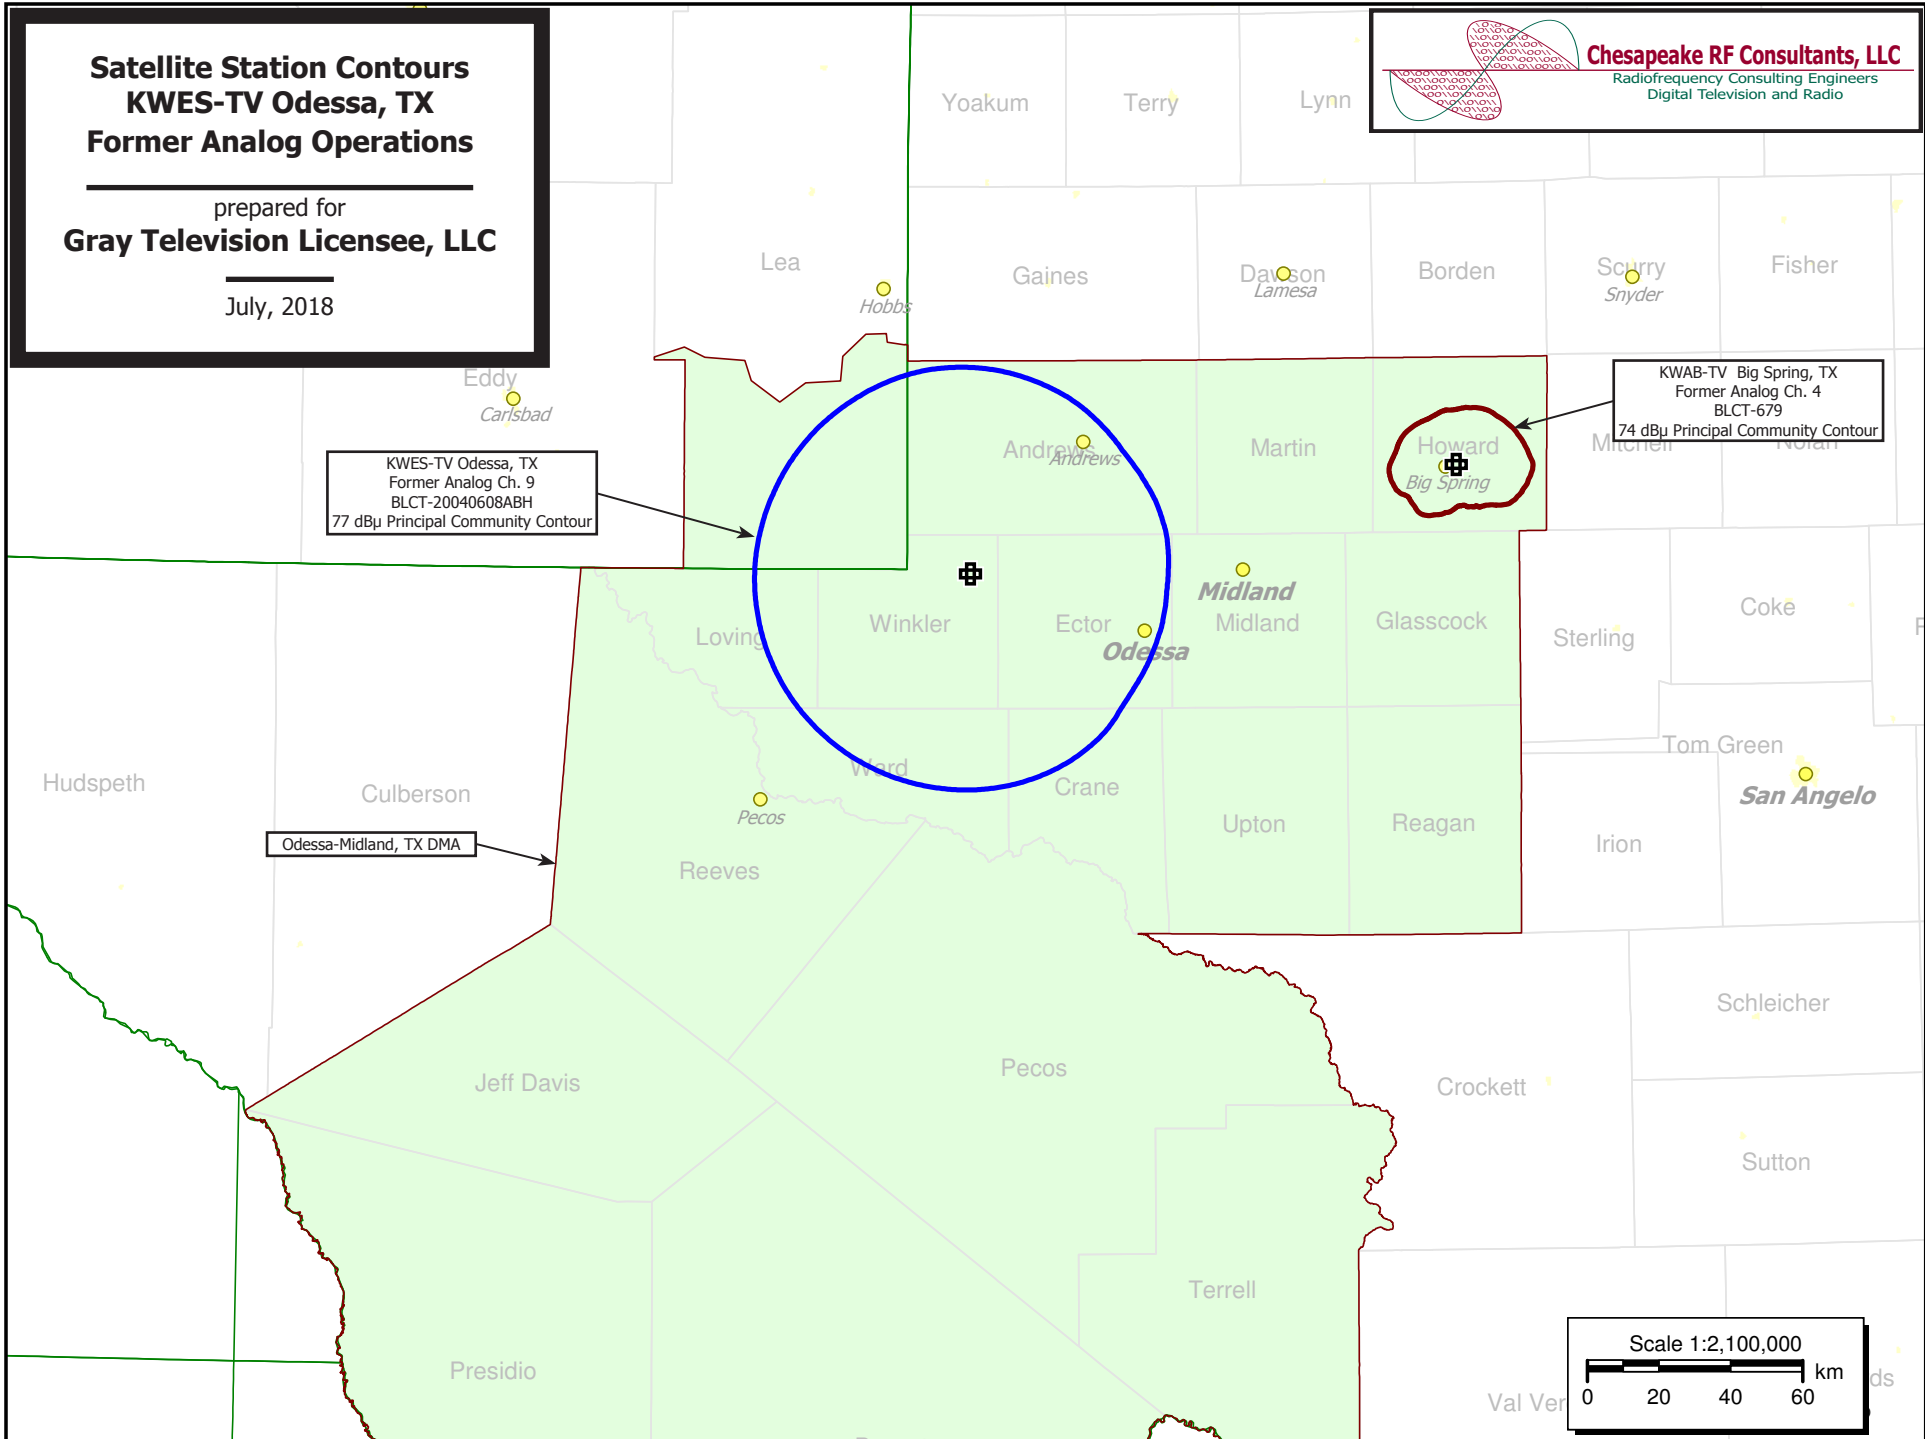 Satellite Station Contours
KWES-TV Odessa, TX
Former Analog Operations
prepared for
Gray Television Licensee, LLC
July, 2018
Chesapeake RF Consultants, LLC
Radiofrequency Consulting Engineers
Digital Television and Radio
Yoakum
Terry
Lynn
Lea
Hobbs
Gaines
Dawson
Lamesa
Borden
Scurry
Snyder
Fisher
Eddy
Carlsbad
KWAB-TV Big Spring, TX
Former Analog Ch. 4
BLCT-679
74 dBµ Principal Community Contour
KWES-TV Odessa, TX
Former Analog Ch. 9
BLCT-20040608ABH
77 dBµ Principal Community Contour
Andrews
Andrews
Martin
Howard
Big Spring
Mitchell
Nolan
Midland
Loving
Winkler
Ector
Odessa
Midland
Glasscock
Sterling
Coke
Hudspeth
Culberson
Ward
Crane
Pecos
Upton
Reagan
Tom Green
San Angelo
Irion
Odessa-Midland, TX DMA
Reeves
Jeff Davis
Pecos
Crockett
Schleicher
Sutton
Terrell
Presidio
Val Ver
ds
Scale 1:2,100,000
km
0 20 40 60